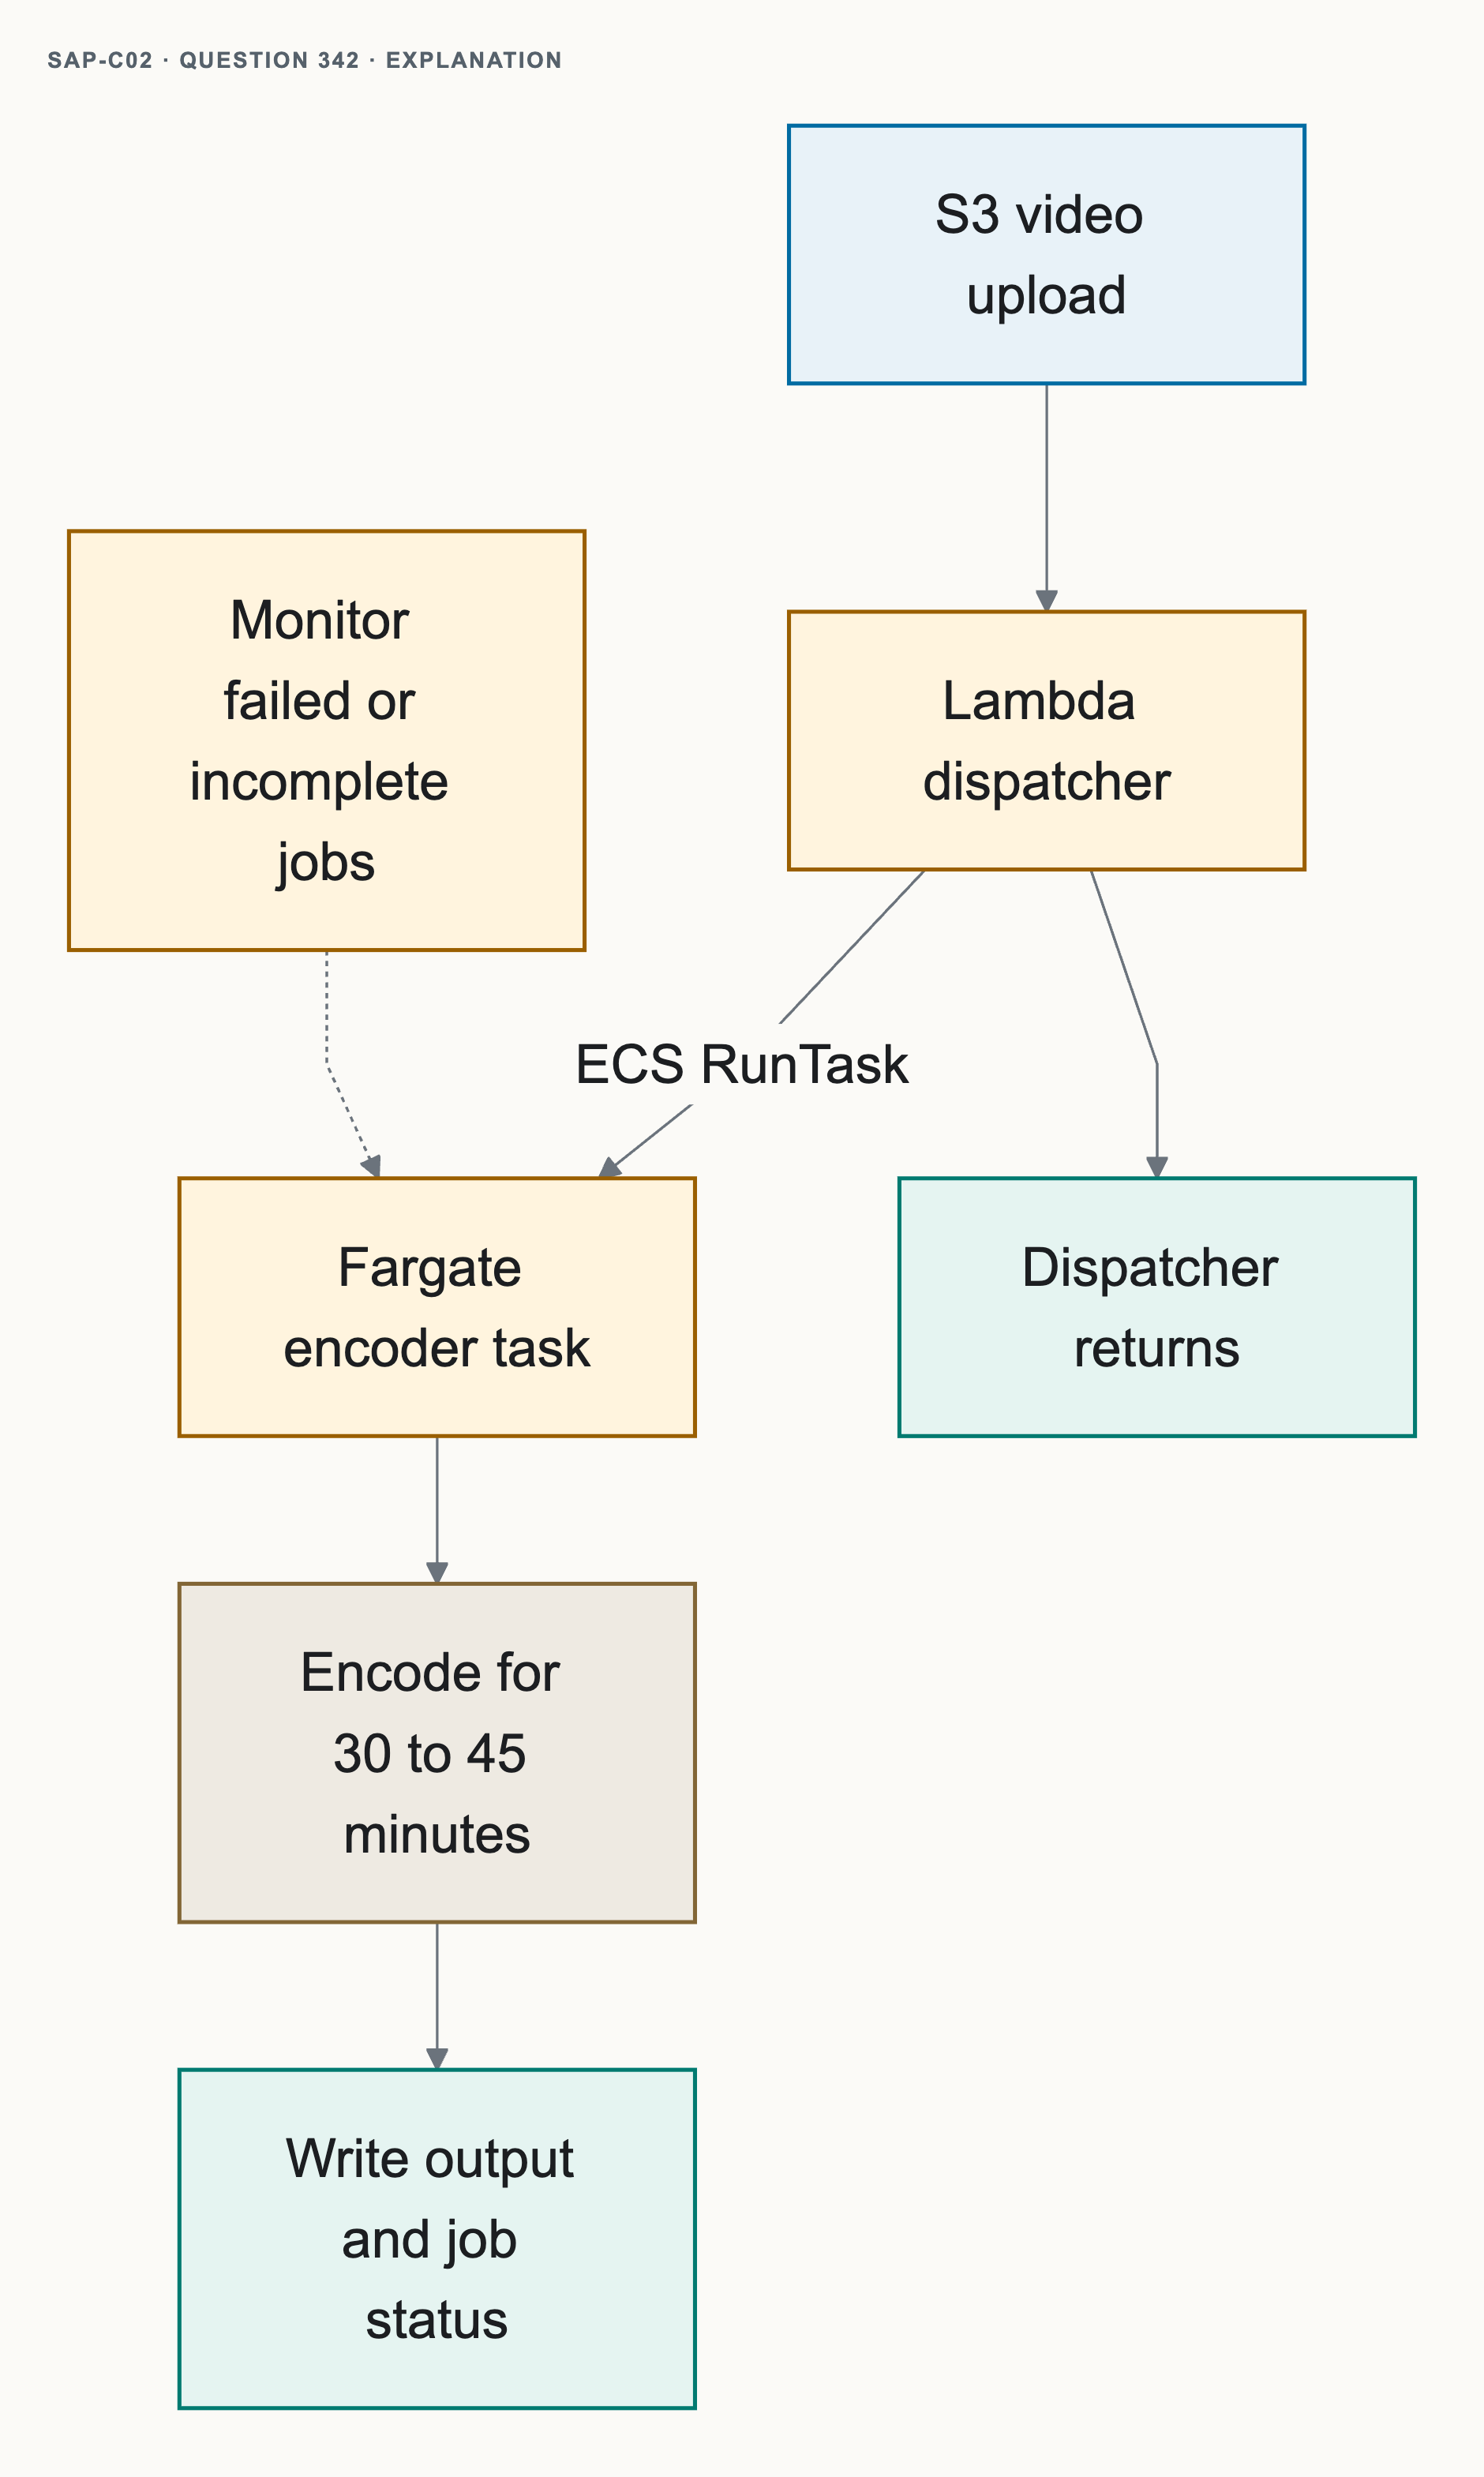 SAP-C02 · QUESTION 342 · EXPLANATION
S3 video
upload
Monitor
failed or
incomplete
jobs
Lambda
dispatcher
ECS RunTask
Fargate
encoder task
Dispatcher
returns
Encode for
30 to 45
minutes
Write output
and job
status